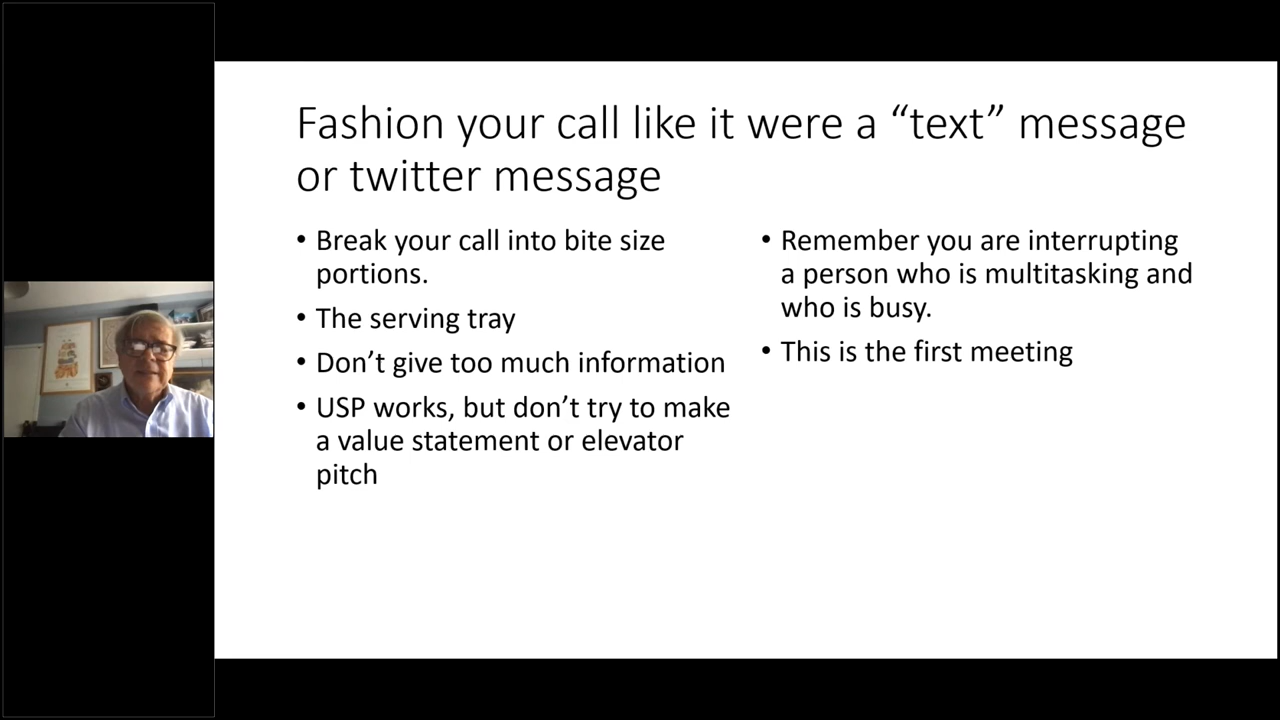 Fashion your call like it were a “text” message
or twitter message
• Break your call into bite size
portions.
• The serving tray
• Don’t give too much information
• USP works, but don’t try to make
a value statement or elevator
pitch
• Remember you are interrupting
a person who is multitasking and
who is busy.
• This is the first meeting